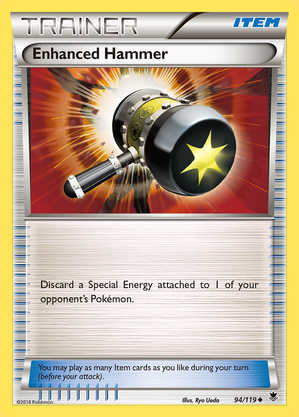 TRAINER ITEM
Enhanced Hammer
Discard a Special Energy attached to 1 of your
opponent's Pokémon.
You may play as many Item cards as you like during your turn
(before your attack).
©2014 Pokémon Illus. Ryo Ueda 94/119